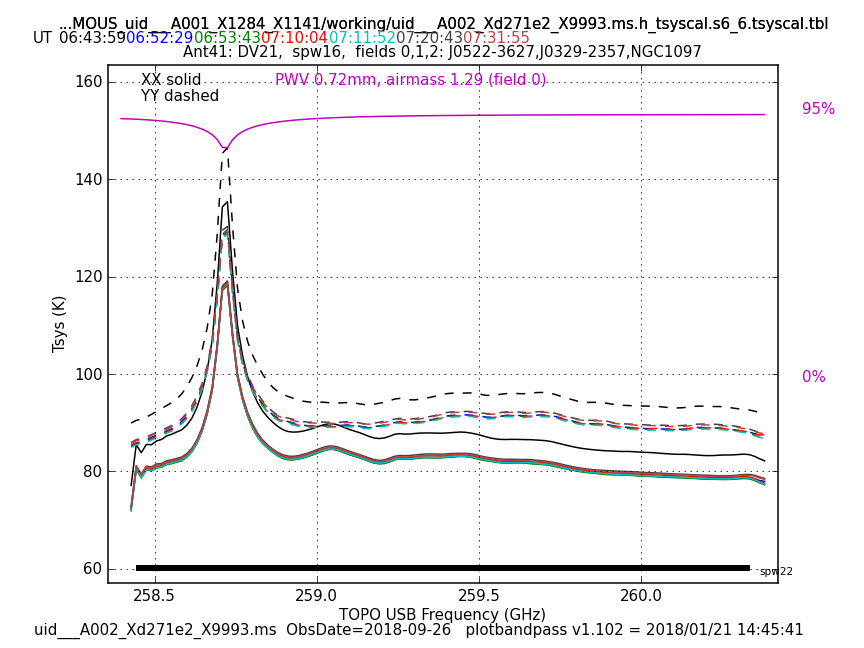 ...MOUS_uid___A001_X1284_X1141/working/uid___A002_Xd271e2_X9993.ms.h_tsyscal.s6_6.tsyscal.tbl
UT 06:43:59 06:52:29 06:53:43 07:10:04 07:11:52 07:20:43 07:31:55
Ant41: DV21, spw16, fields 0,1,2: J0522-3627,J0329-2357,NGC1097
XX solid
YY dashed
PWV 0.72mm, airmass 1.29 (field 0)
95%
0%
160
140
120
100
80
60
Tsys (K)
spw22
258.5 259.0 259.5 260.0
TOPO USB Frequency (GHz)
uid___A002_Xd271e2_X9993.ms ObsDate=2018-09-26 plotbandpass v1.102 = 2018/01/21 14:45:41